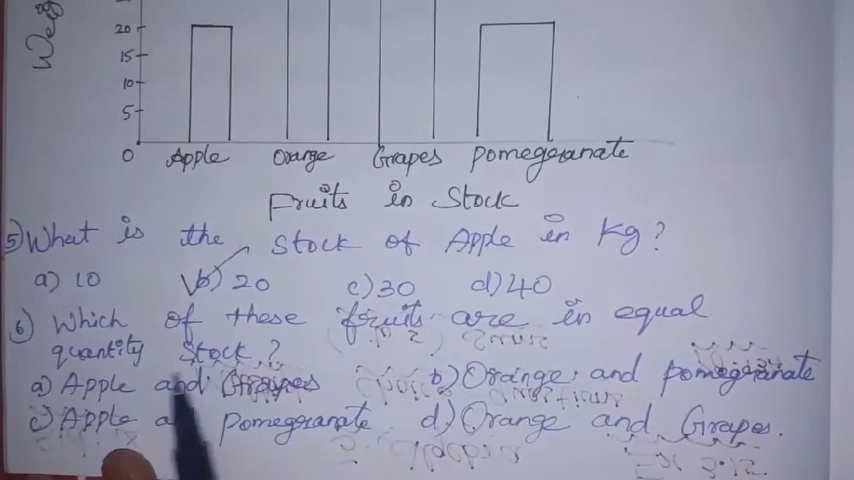 20
15
10
5
0
Apple Orange Grapes Pomegranate
Fruits in Stock
5) What is the stock of Apple in Kg?
a) 10 b) 20 c) 30 d) 40
6) Which of these fruits are in equal
quantity stock?
a) Apple and Grapes b) Orange and pomegranate
c) Apple a pomegranate d) Orange and Grapes.